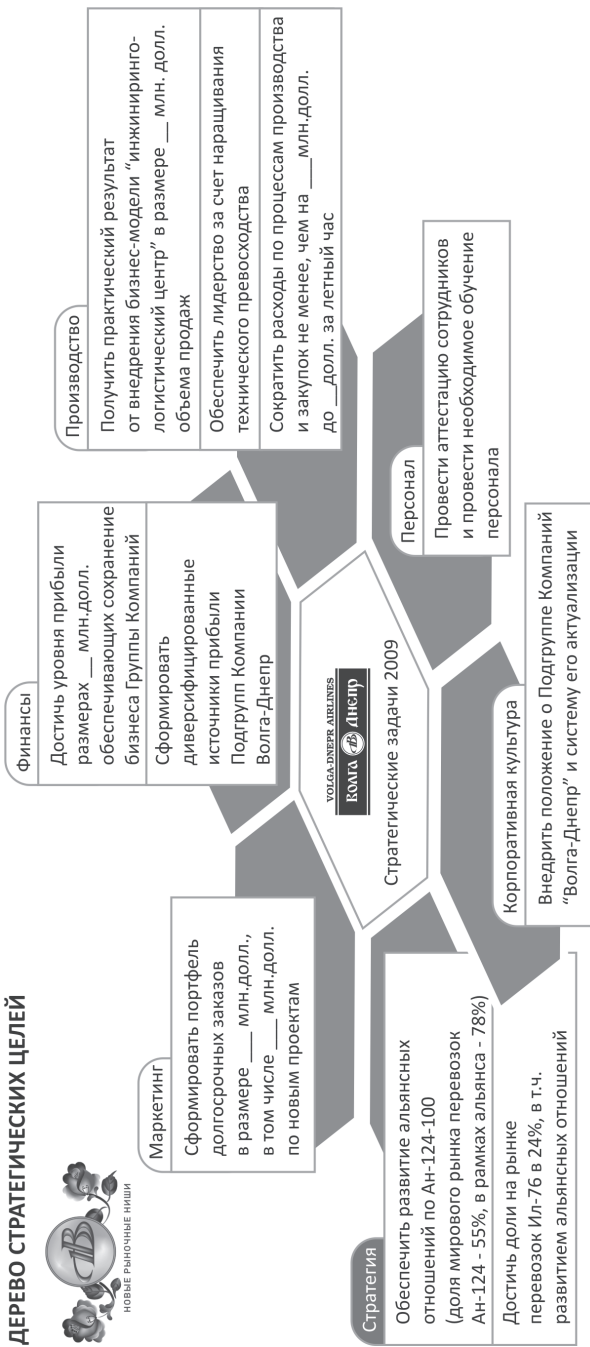 ДЕРЕВО СТРАТЕГИЧЕСКИХ ЦЕЛЕЙ
НОВЫЕ РЫНОЧНЫЕ НИШИ
Маркетинг
Сформировать портфель
долгосрочных заказов
в размере ___ млн.долл.,
в том числе ___ млн.долл.
по новым проектам
Финансы
Достичь уровня прибыли
размерах __ млн.долл.
обеспечивающих сохранение
бизнеса Группы Компаний
Сформировать
диверсифицированные
источники прибыли
Подгрупп Компании
Волга-Днепр
Производство
Получить практический результат
от внедрения бизнес-модели “инжиниринго-
логистический центр” в размере __ млн. долл.
объема продаж
Обеспечить лидерство за счет наращивания
технического превосходства
Сократить расходы по процессам производства
и закупок не менее, чем на ___млн.долл.
до __долл. за летный час
VOLGA-DNEPR AIRLINES
ВОЛГА ДНЕПР
Стратегические задачи 2009
Стратегия
Обеспечить развитие альянсных
отношений по Ан-124-100
(доля мирового рынка перевозок
Ан-124 - 55%, в рамках альянса - 78%)
Достичь доли на рынке
перевозок Ил-76 в 24%, в т.ч.
развитием альянсных отношений
Корпоративная культура
Внедрить положение о Подгруппе Компаний
“Волга-Днепр” и систему его актуализации
Персонал
Провести аттестацию сотрудников
и провести необходимое обучение
персонала